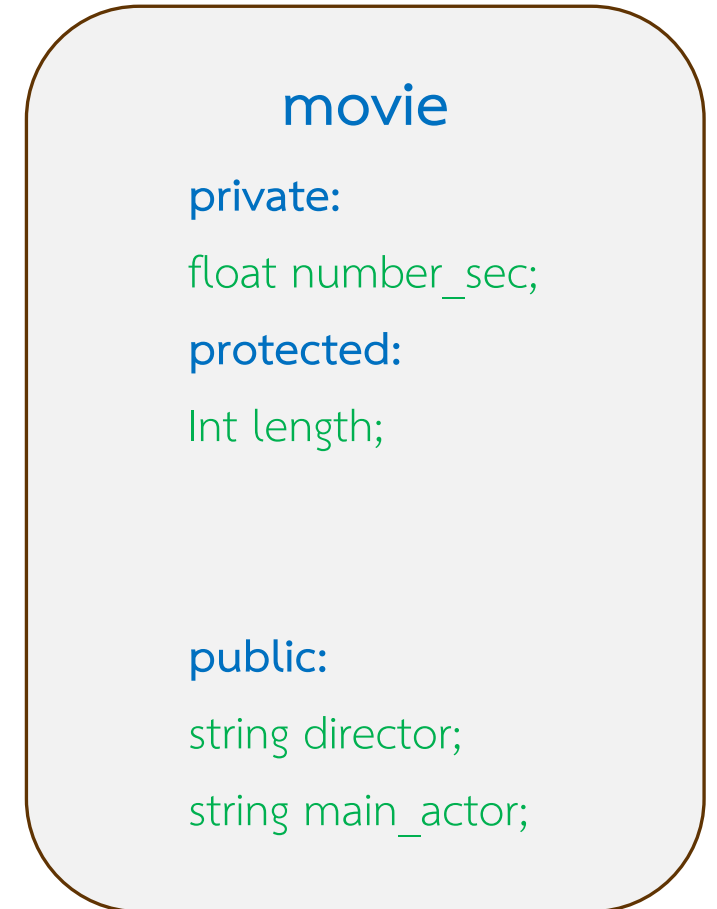 movie
private:
float number_sec;
protected:
Int length;
public:
string director;
string main_actor;